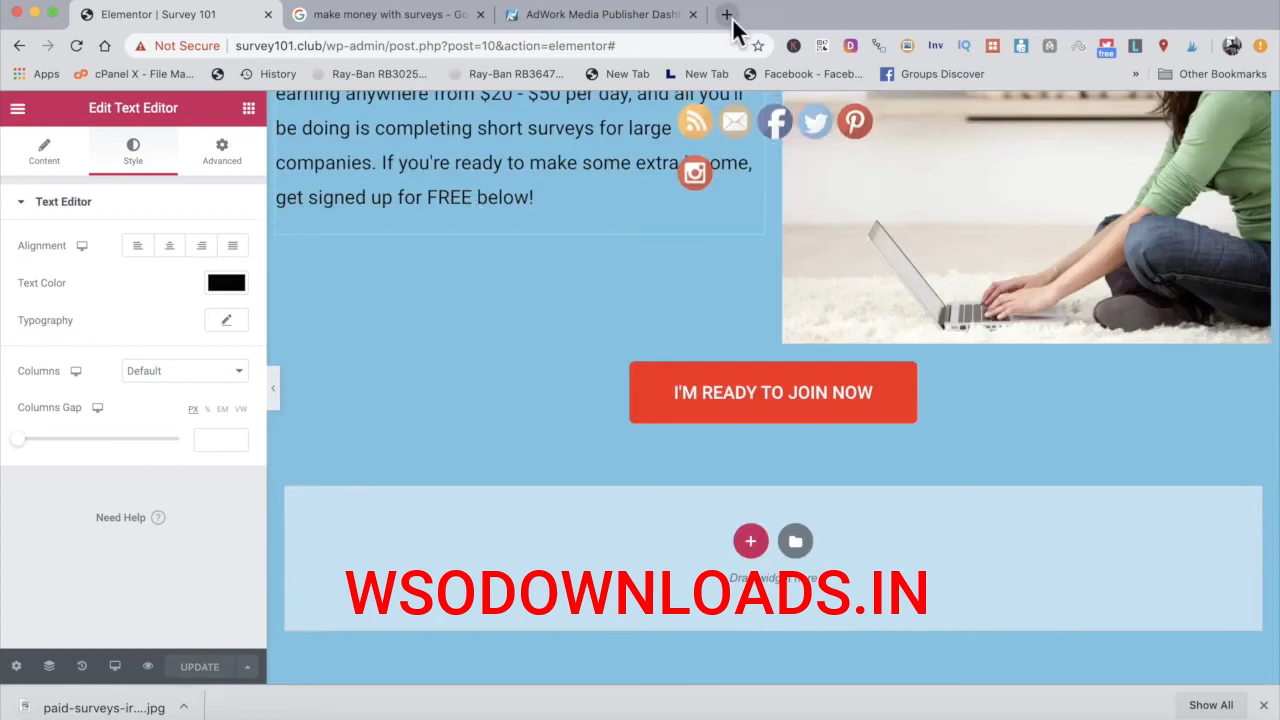 Elementor | Survey 101
make money with surveys - Go
AdWork Media Publisher Dash
Not Secure
survey101.club/wp-admin/post.php?post=10&action=elementor#
Inv
IQ
free
Apps
cPanel X - File Ma...
History
Ray-Ban RB3025...
Ray-Ban RB3647...
New Tab
New Tab
Facebook - Faceb...
Groups Discover
»
Other Bookmarks
Edit Text Editor
Content
Style
Advanced
Text Editor
Alignment
Text Color
Typography
Columns
Default
Columns Gap
PX % EM VW
Need Help
UPDATE
earning anywhere from $20 - $50 per day, and all you'll
be doing is completing short surveys for large
companies. If you're ready to make some extra
get signed up for FREE below!
I'M READY TO JOIN NOW
WSODOWNLOADS.IN
paid-surveys-ir....jpg
Show All